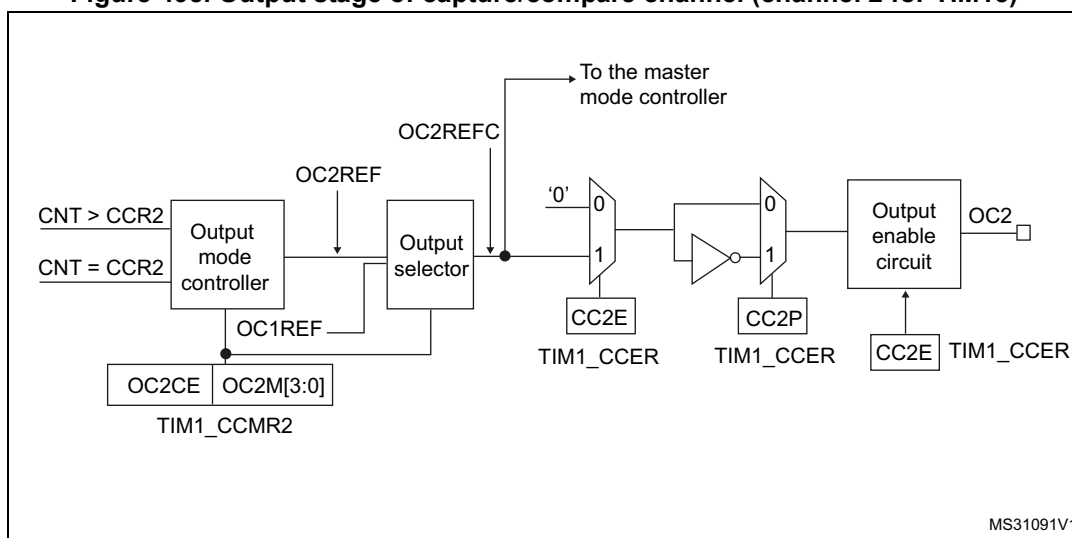 Figure Output stage of capture/compare channel (channel 2 for TIM15)
To the master
mode controller
OC2REFC
OC2REF
'0'
0
1
0
1
CNT > CCR2
CNT = CCR2
Output
mode
controller
Output
selector
Output
enable
circuit
OC2
OC1REF
CC2E
TIM1_CCER
CC2P
TIM1_CCER
CC2E
TIM1_CCER
OC2CE
OC2M[3:0]
TIM1_CCMR2
MS31091V1